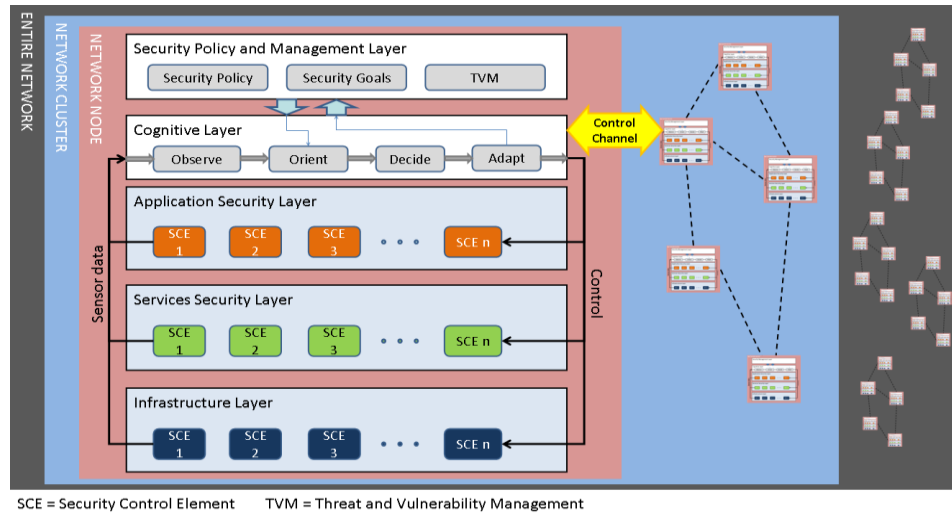 ENTIRE NETWORK
NETWORK CLUSTER
NETWORK NODE
Security Policy and Management Layer
Security Policy
Security Goals
TVM
Cognitive Layer
Observe
Orient
Decide
Adapt
Control
Channel
Application Security Layer
SCE
1
SCE
2
SCE
3
SCE n
Sensor data
Control
Services Security Layer
SCE
1
SCE
2
SCE
3
SCE n
Infrastructure Layer
SCE
1
SCE
2
SCE
3
SCE n
SCE = Security Control Element TVM = Threat and Vulnerability Management